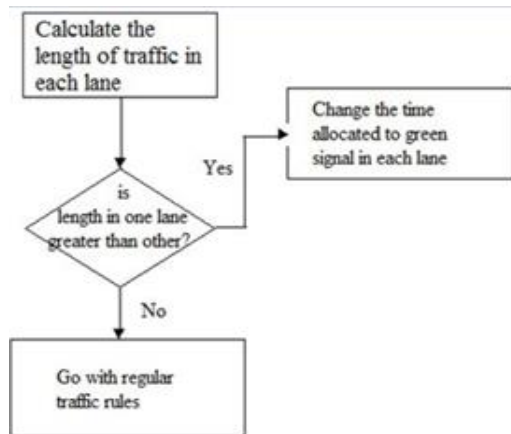 Calculate the
length of traffic in
each lane
Change the time
allocated to green
signal in each lane
Yes
is
length in one lane
greater than other?
No
Go with regular
traffic rules